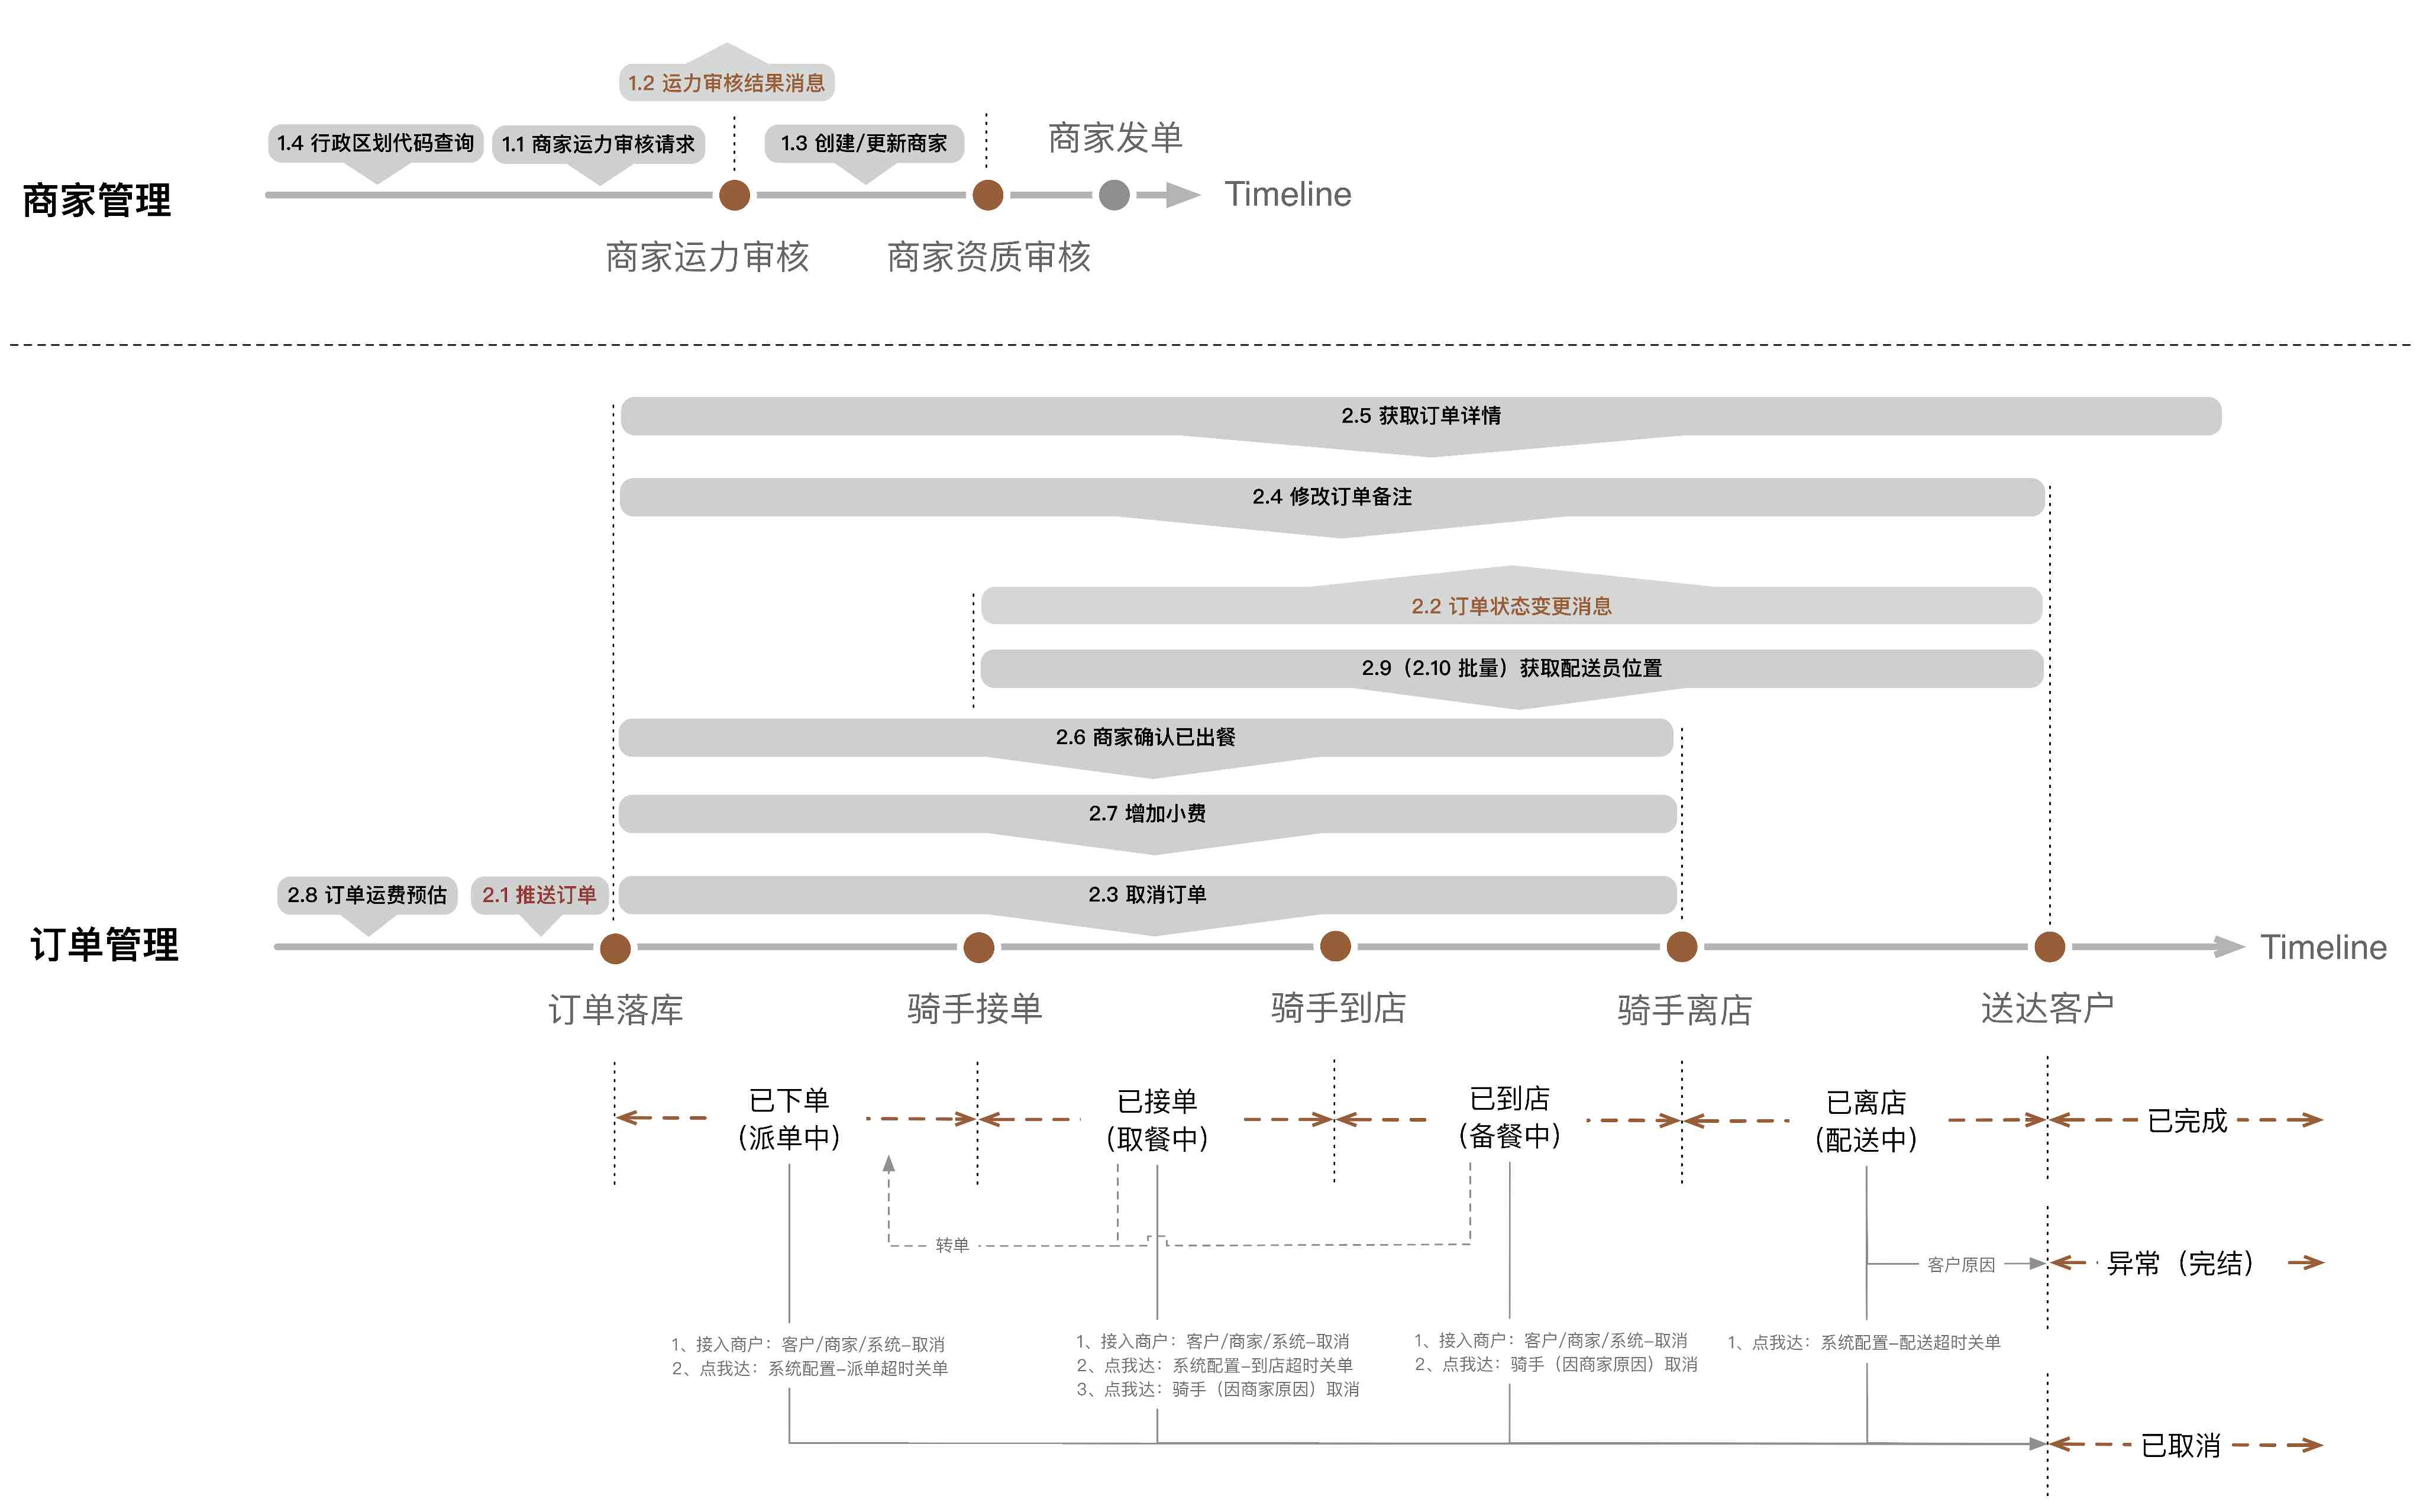 1.2 运力审核结果消息
1.4 行政区划代码查询
1.1 商家运力审核请求
1.3 创建/更新商家
商家发单
商家管理
Timeline
商家运力审核
商家资质审核
2.5 获取订单详情
2.4 修改订单备注
2.2 订单状态变更消息
2.9（2.10 批量）获取配送员位置
2.6 商家确认已出餐
2.7 增加小费
2.8 订单运费预估
2.1 推送订单
2.3 取消订单
订单管理
Timeline
订单落库
骑手接单
骑手到店
骑手离店
送达客户
已下单
(派单中)
已接单
(取餐中)
已到店
(备餐中)
已离店
(配送中)
已完成
转单
客户原因
异常（完结）
1、接入商户：客户/商家/系统-取消
2、点我达：系统配置-派单超时关单
1、接入商户：客户/商家/系统-取消
2、点我达：系统配置-到店超时关单
3、点我达：骑手（因商家原因）取消
1、接入商户：客户/商家/系统-取消
2、点我达：骑手（因商家原因）取消
1、点我达：系统配置-配送超时关单
已取消